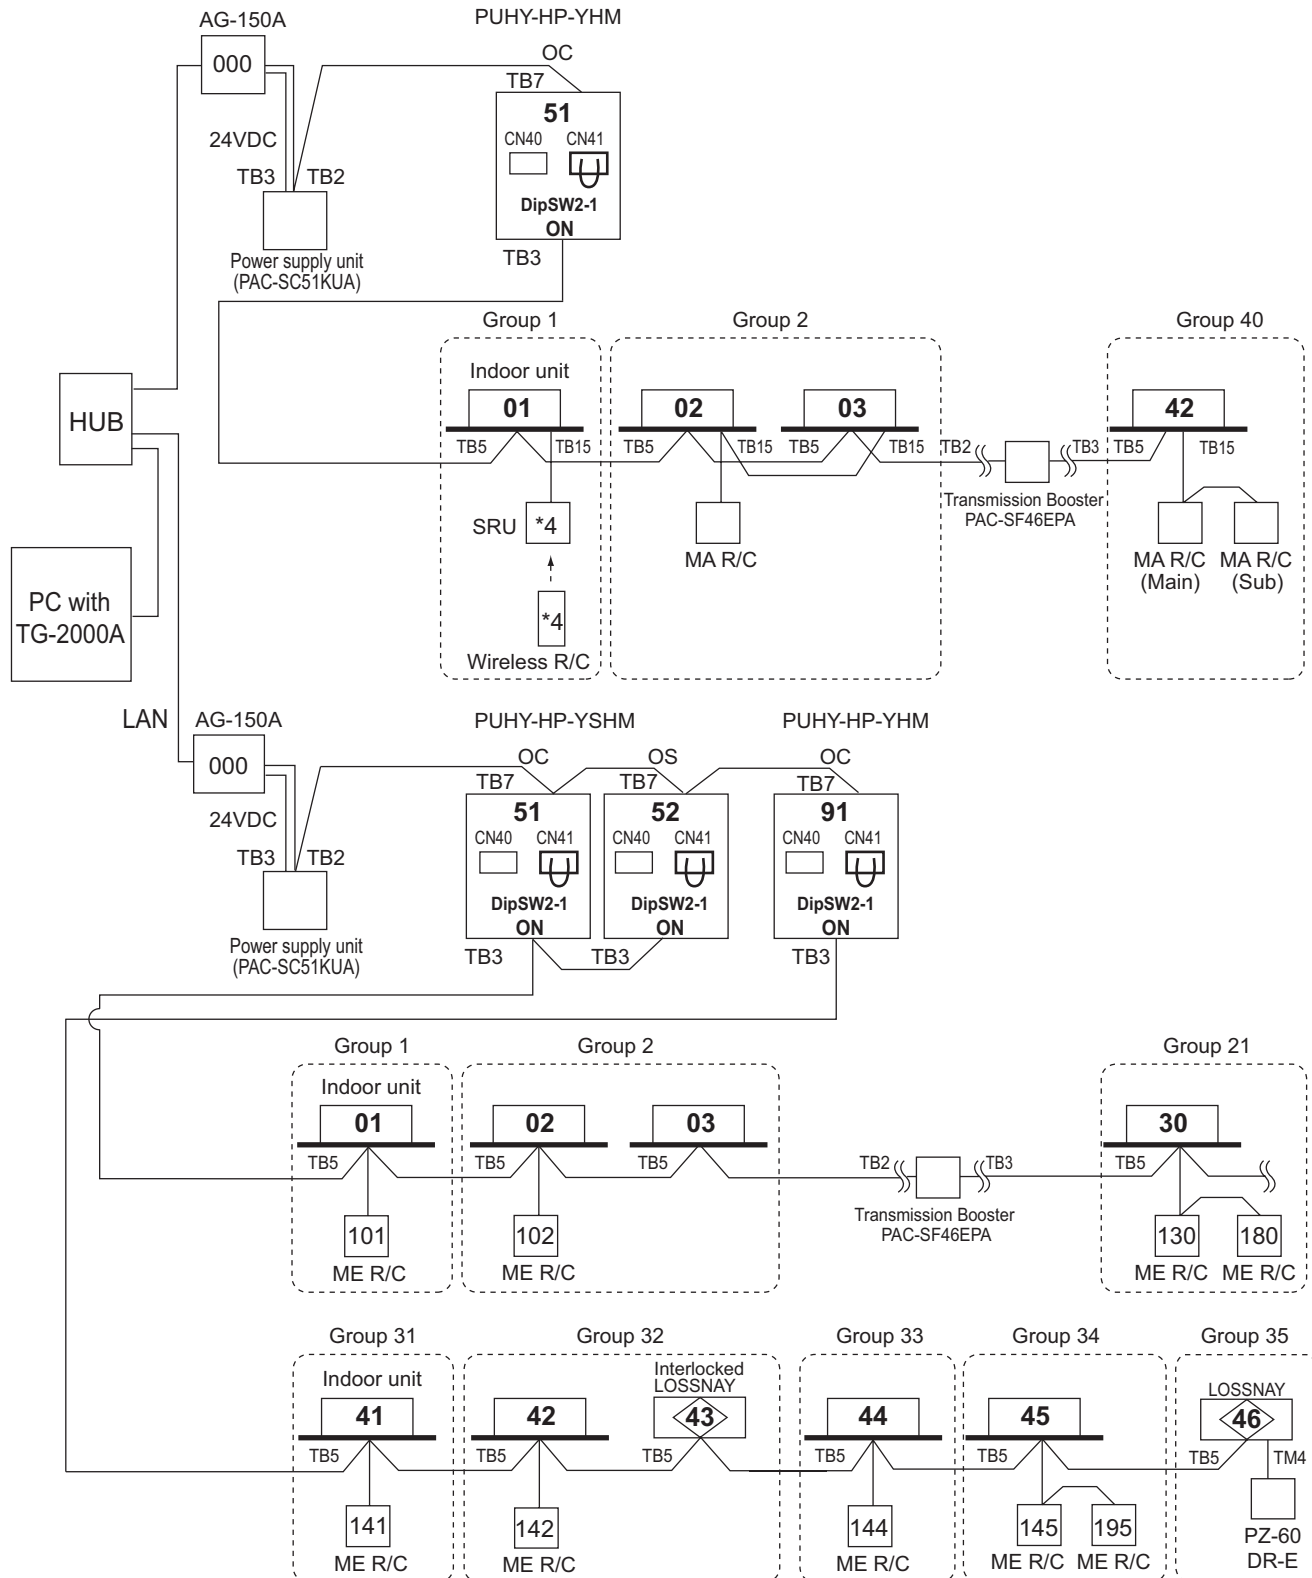 AG-150A
000
PUHY-HP-YHM
OC
TB7
51
CN40 CN41
DipSW2-1
ON
TB3
24VDC
TB3 TB2
Power supply unit
(PAC-SC51KUA)
Group 1
Group 2
Group 40
Indoor unit
01
02
03
42
TB5 TB15
TB5 TB15
TB5 TB15
TB2
TB3
TB5 TB15
Transmission Booster
PAC-SF46EPA
SRU
*4
*4
Wireless R/C
MA R/C
MA R/C
(Main)
MA R/C
(Sub)
HUB
PC with
TG-2000A
LAN
AG-150A
000
PUHY-HP-YSHM
PUHY-HP-YHM
OC
OS
OC
TB7
TB7
TB7
51
52
91
CN40 CN41
CN40 CN41
CN40 CN41
DipSW2-1
ON
DipSW2-1
ON
DipSW2-1
ON
TB3
TB3
TB3
24VDC
TB3 TB2
Power supply unit
(PAC-SC51KUA)
Group 1
Group 2
Group 21
Indoor unit
01
02
03
30
TB5
TB5
TB5
TB2
TB3
TB5
Transmission Booster
PAC-SF46EPA
101
102
130
180
ME R/C
ME R/C
ME R/C
ME R/C
Group 31
Group 32
Group 33
Group 34
Group 35
Indoor unit
Interlocked
LOSSNAY
LOSSNAY
41
42
43
44
45
46
TB5
TB5
TB5
TB5
TB5
TB5
TM4
141
142
144
145
195
ME R/C
ME R/C
ME R/C
ME R/C
ME R/C
PZ-60
DR-E